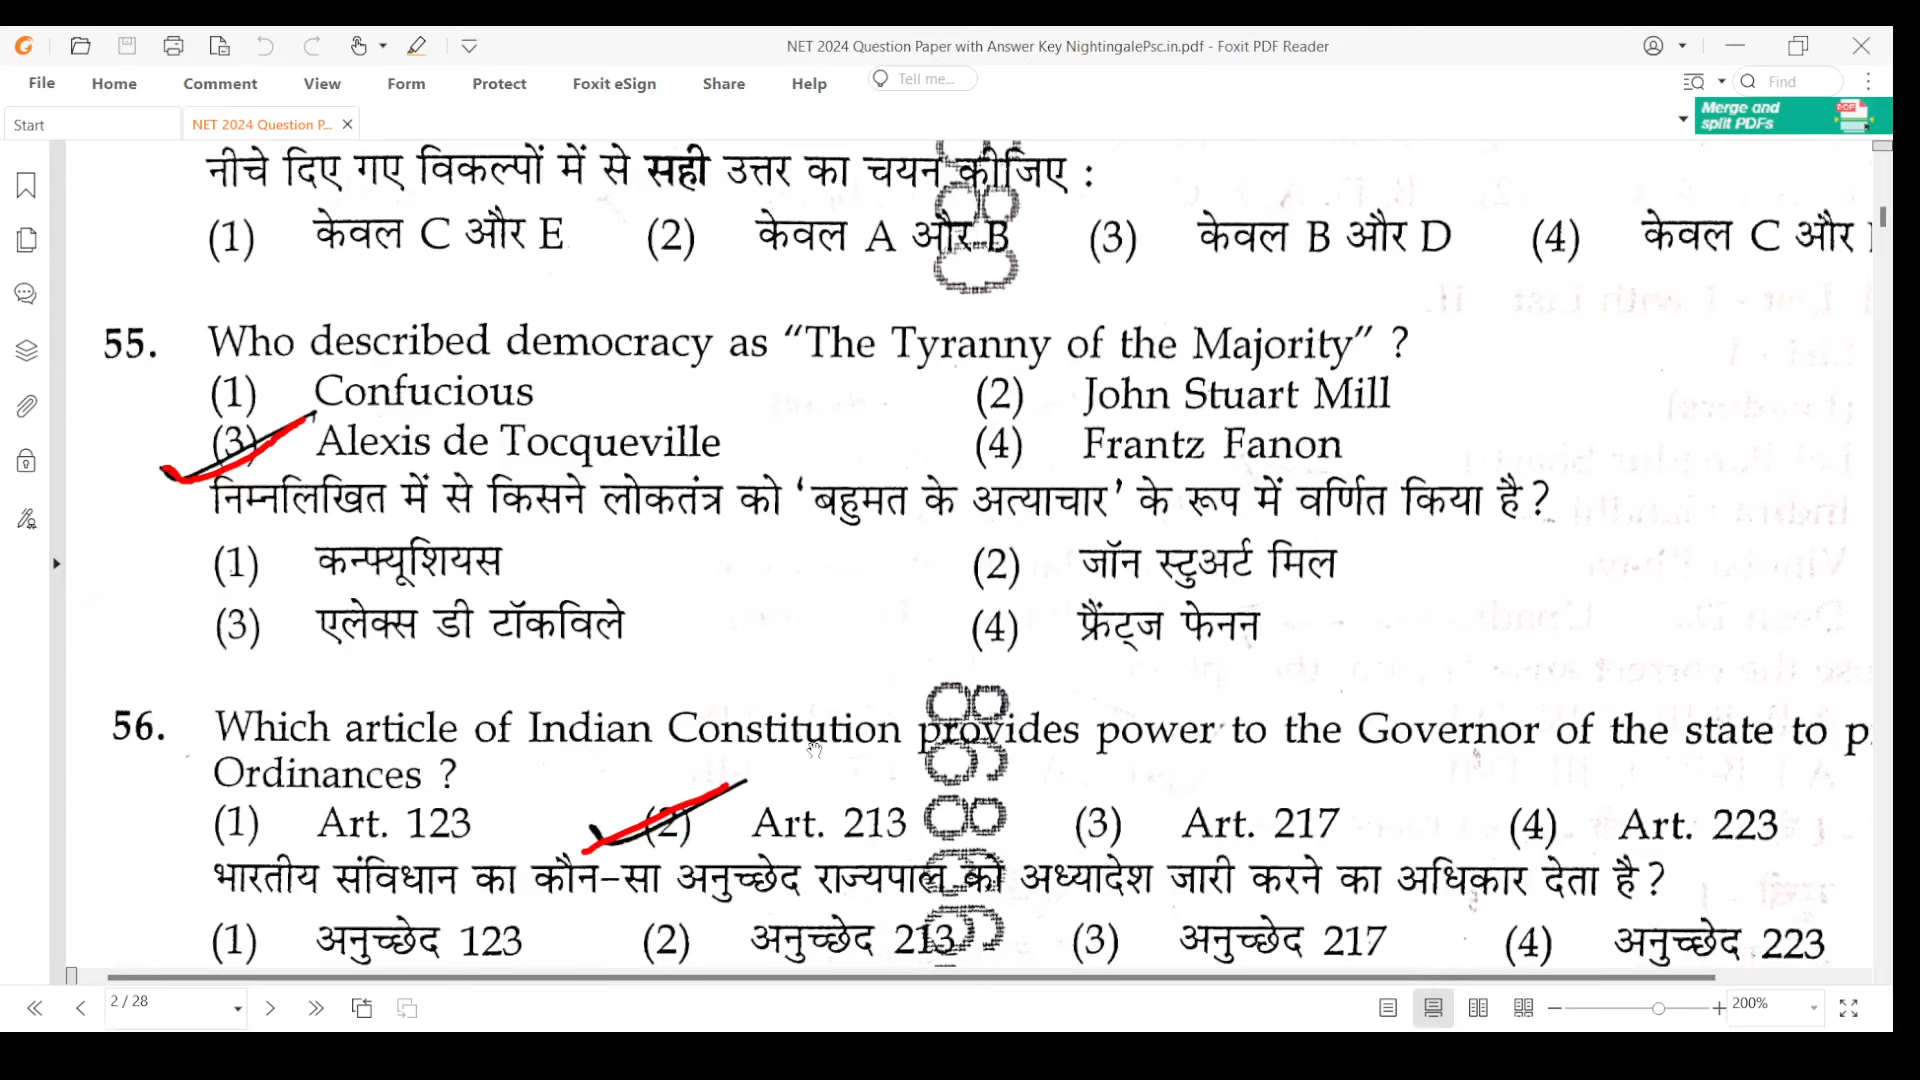 NET 2024 Question Paper with Answer Key NightingalePsc.in.pdf - Foxit PDF Reader
File Home Comment View Form Protect Foxit eSign Share Help Tell me... Find
Start NET 2024 Question P... Merge and
split PDFs
नीचे दिए गए विकल्पों में से सही उत्तर का चयन कीजिए :
(1) केवल C और E (2) केवल A और B (3) केवल B और D (4) केवल C और
55. Who described democracy as “The Tyranny of the Majority” ?
(1) Confucious (2) John Stuart Mill
(3) Alexis de Tocqueville (4) Frantz Fanon
निम्नलिखित में से किसने लोकतंत्र को ‘बहुमत के अत्याचार’ के रूप में वर्णित किया है ?
(1) कन्फ्यूशियस (2) जॉन स्टुअर्ट मिल
(3) एलेक्स डी टॉकविले (4) फ्रैंट्ज फेनन
56. Which article of Indian Constitution provides power to the Governor of the state to p
Ordinances ?
(1) Art. 123 (2) Art. 213 (3) Art. 217 (4) Art. 223
भारतीय संविधान का कौन-सा अनुच्छेद राज्यपाल को अध्यादेश जारी करने का अधिकार देता है ?
(1) अनुच्छेद 123 (2) अनुच्छेद 213 (3) अनुच्छेद 217 (4) अनुच्छेद 223
2 / 28 200%